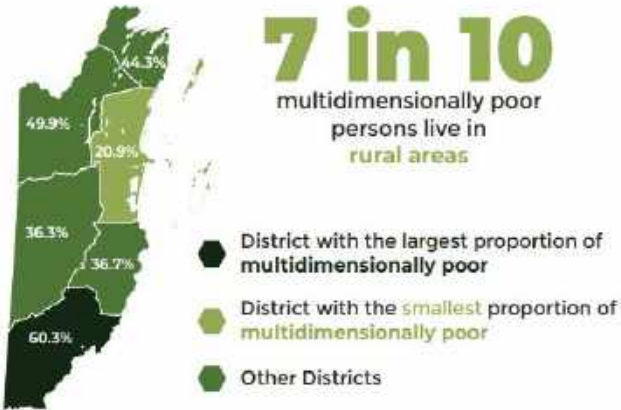 44.3%
49.9%
20.9%
36.3%
36.7%
60.3%
7 in 10
multidimensionally poor
persons live in
rural areas
District with the largest proportion of
multidimensionally poor
District with the smallest proportion of
multidimensionally poor
Other Districts